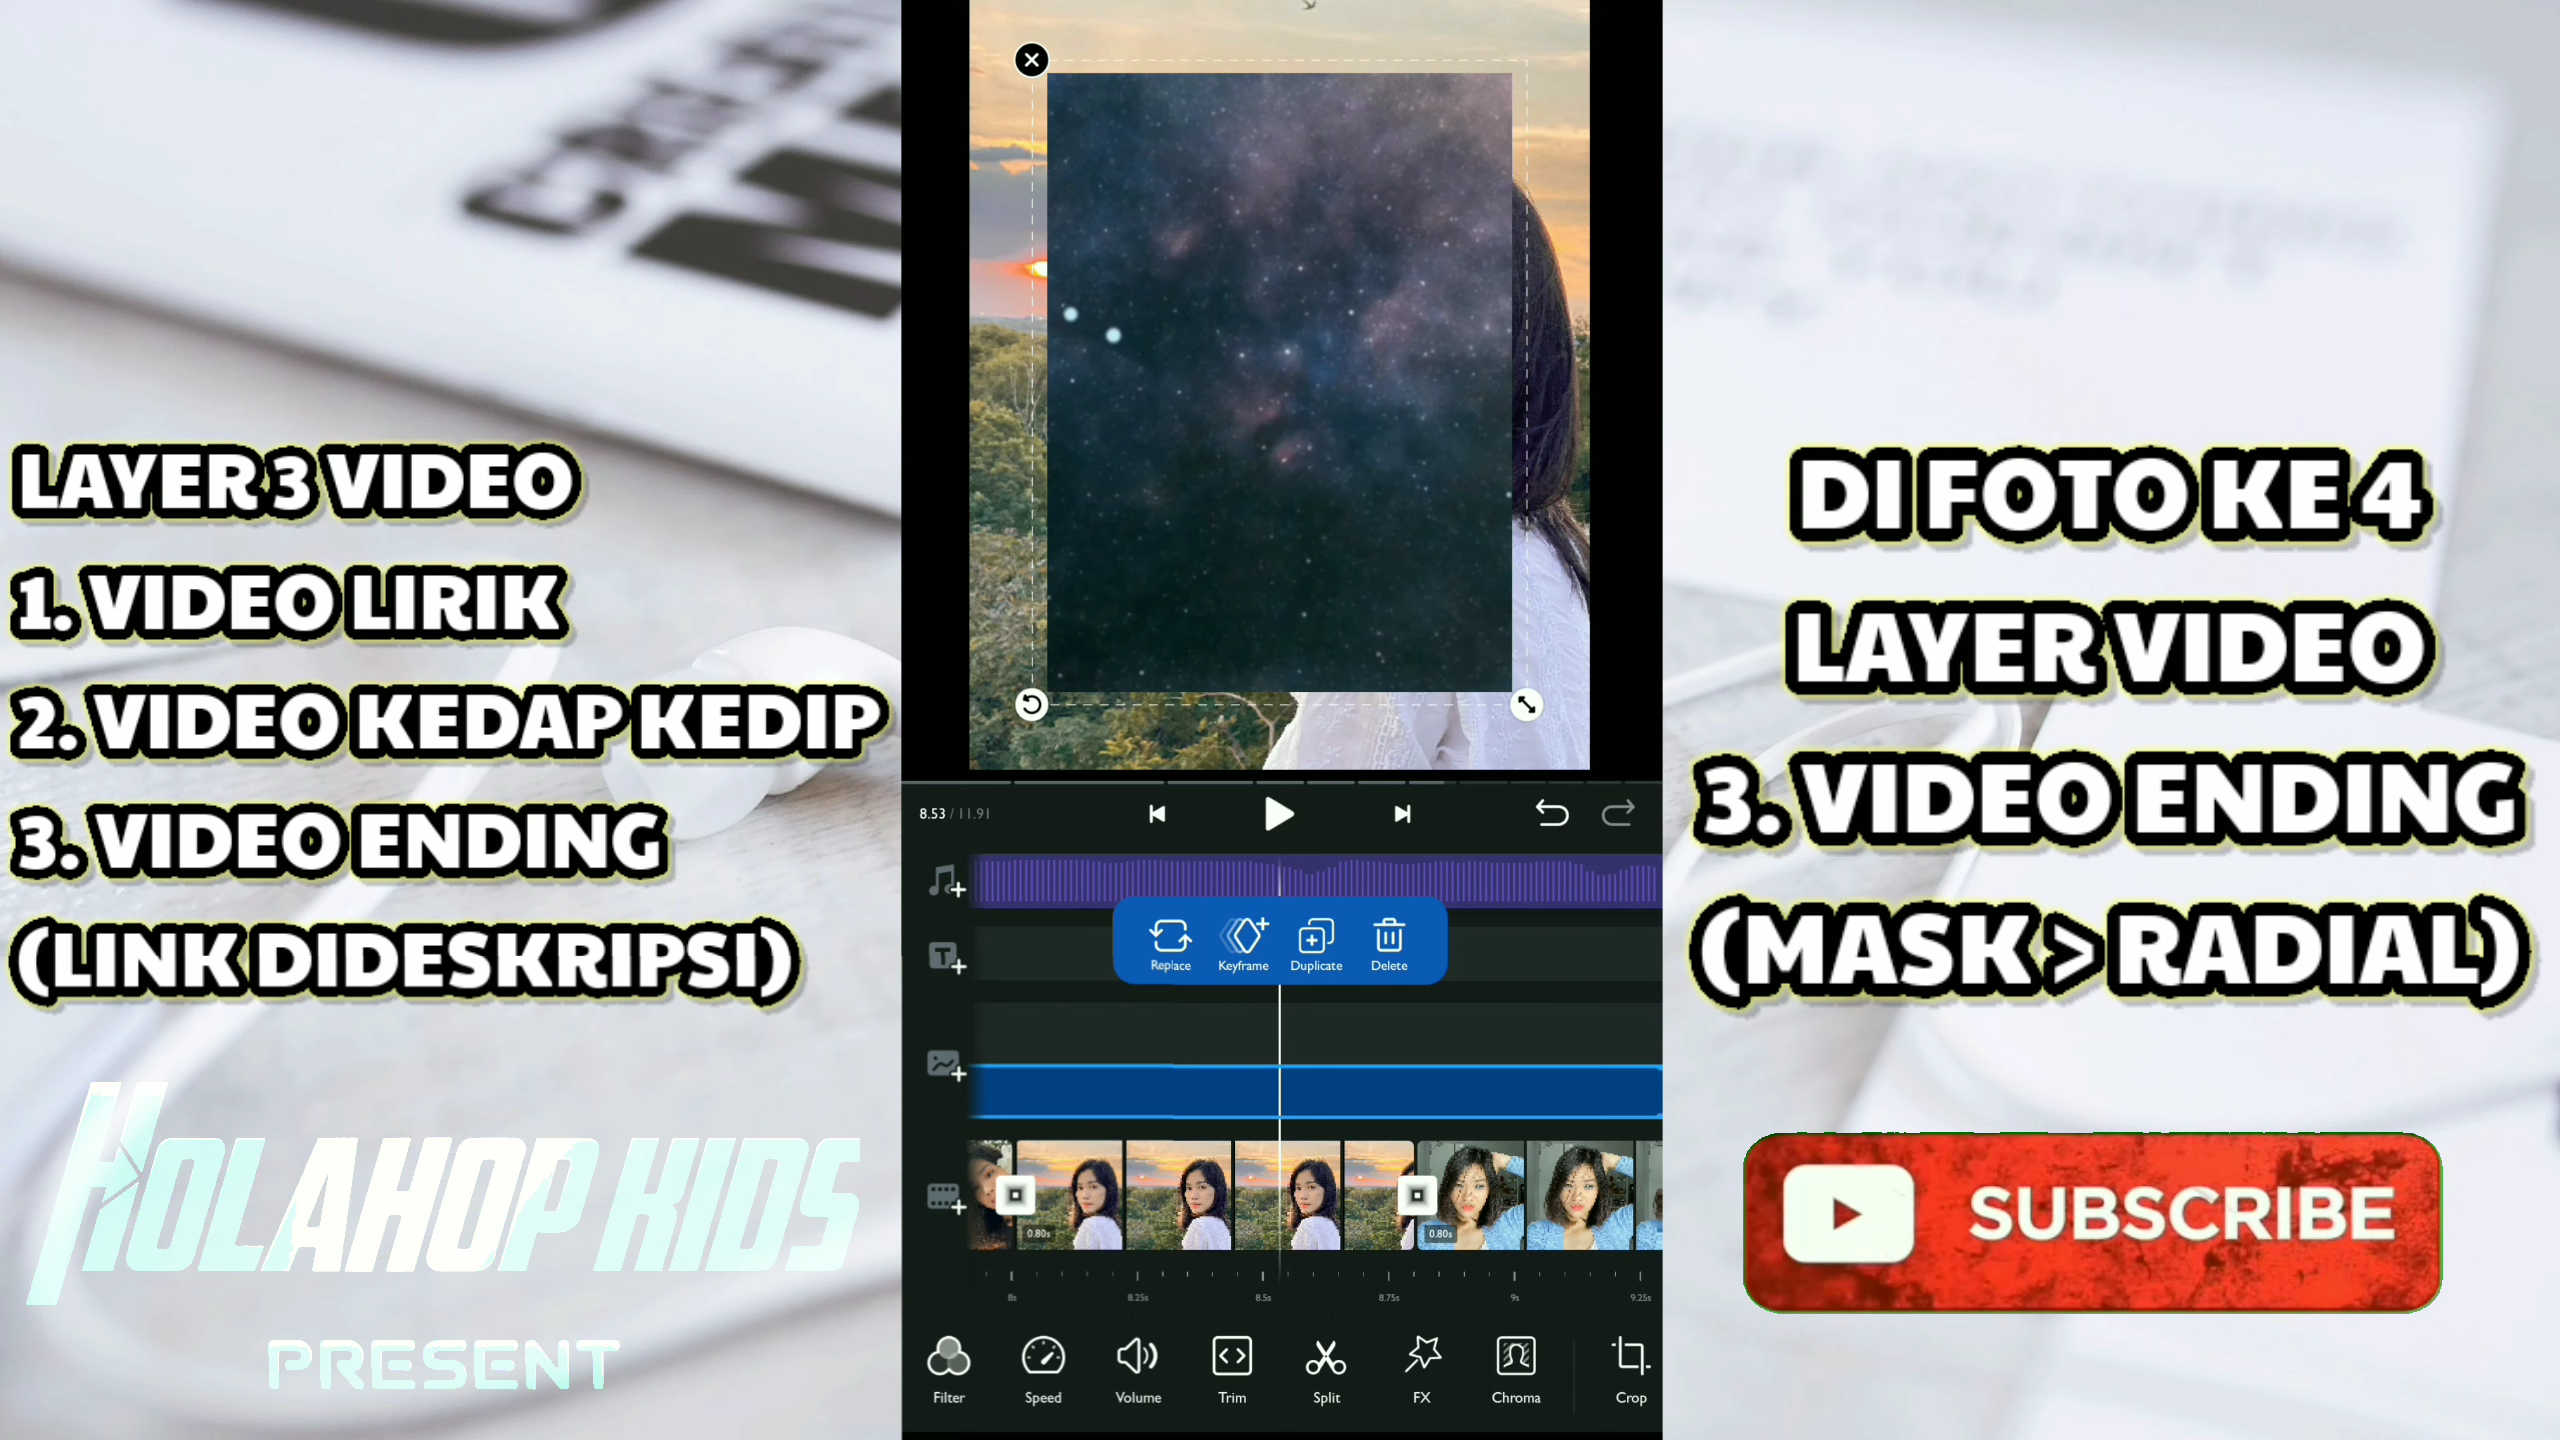 LAYER 3 VIDEO
1. VIDEO LIRIK
2. VIDEO KEDAP KEDIP
3. VIDEO ENDING
(LINK DIDESKRIPSI)
HOLAHOP KIDS
PRESENT
8.53 / 11.91
Replace Keyframe Duplicate Delete
0.80s 0.80s
8s 8.25s 8.5s 8.75s 9s 9.25s
Filter Speed Volume Trim Split FX Chroma Crop
DI FOTO KE 4
LAYER VIDEO
3. VIDEO ENDING
(MASK > RADIAL)
SUBSCRIBE